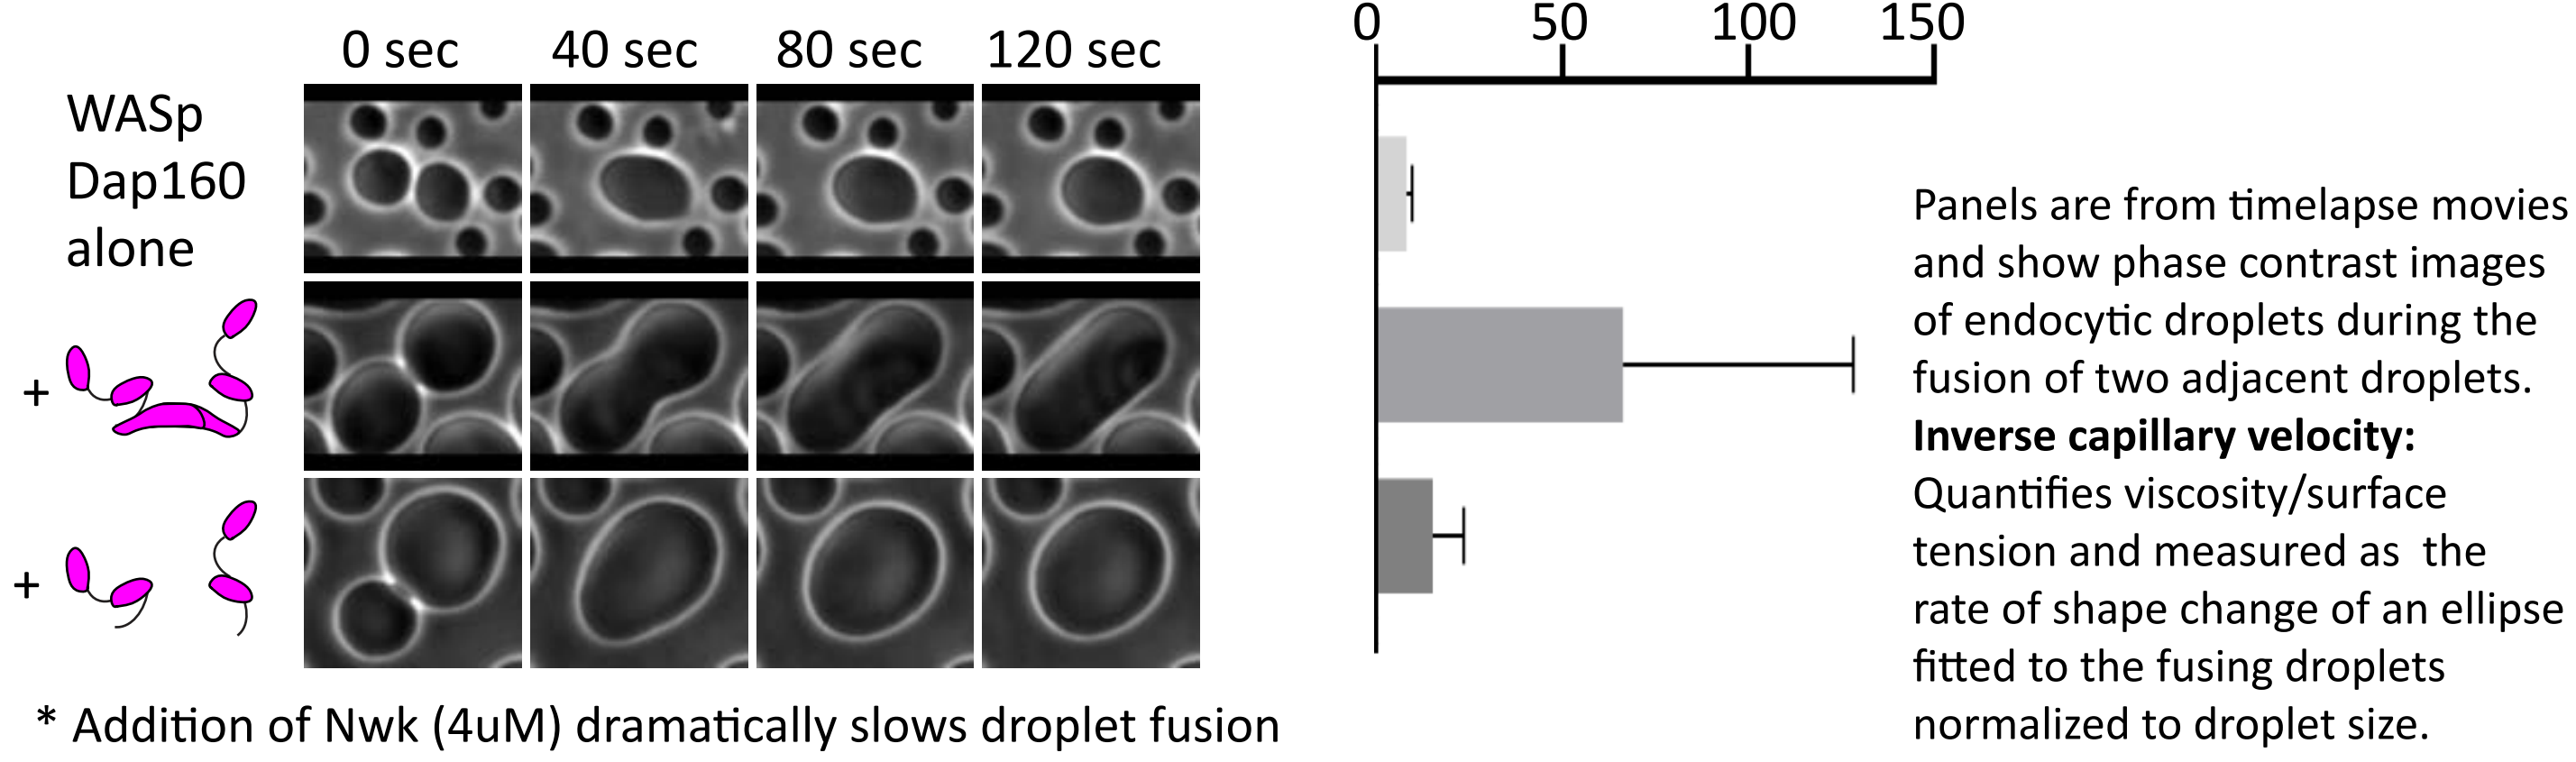 0 sec 40 sec 80 sec 120 sec
WASp
Dap160
alone
+
+
* Addition of Nwk (4uM) dramatically slows droplet fusion
0 50 100 150
Panels are from timelapse movies
and show phase contrast images
of endocytic droplets during the
fusion of two adjacent droplets.
Inverse capillary velocity:
Quantifies viscosity/surface
tension and measured as  the
rate of shape change of an ellipse
fitted to the fusing droplets
normalized to droplet size.